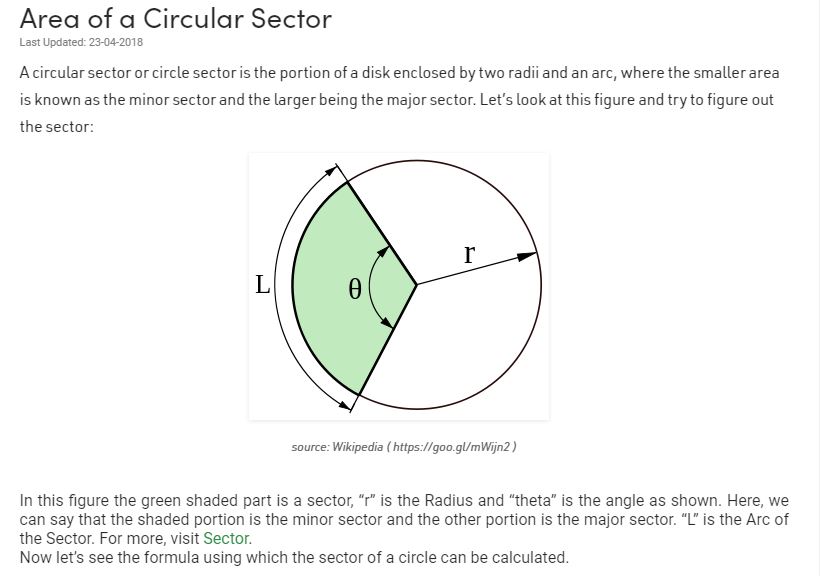 Area of a Circular Sector
Last Updated: 23-04-2018
A circular sector or circle sector is the portion of a disk enclosed by two radii and an arc, where the smaller area
is known as the minor sector and the larger being the major sector. Let's look at this figure and try to figure out
the sector:
r
L
θ
source: Wikipedia ( https://goo.gl/mWijn2 )
In this figure the green shaded part is a sector, “r” is the Radius and “theta” is the angle as shown. Here, we
can say that the shaded portion is the minor sector and the other portion is the major sector. “L” is the Arc of
the Sector. For more, visit Sector.
Now let's see the formula using which the sector of a circle can be calculated.